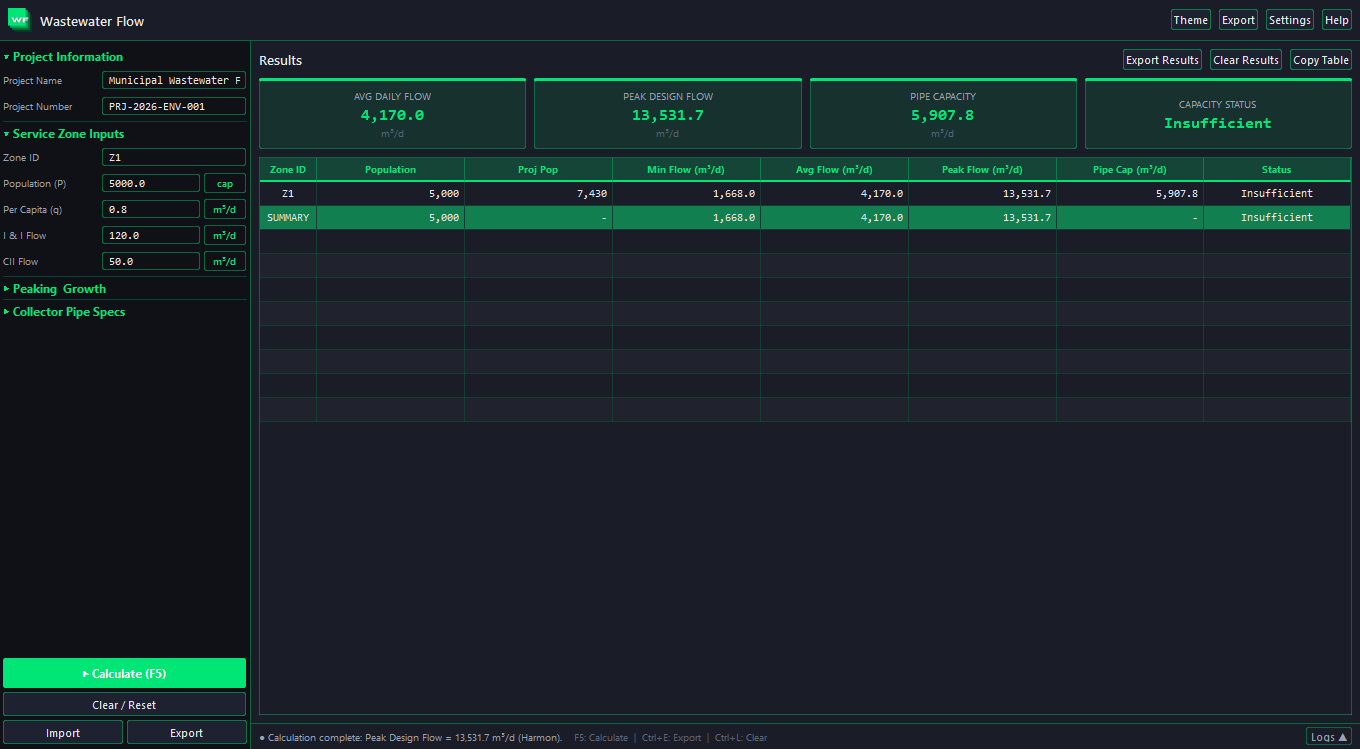 WF Wastewater Flow Theme Export Settings Help
Project Information
Project Name Municipal Wastewater F
Project Number PRJ-2026-ENV-001
Service Zone Inputs
Zone ID Z1
Population (P) 5000.0 cap
Per Capita (q) 0.8 m³/d
I & I Flow 120.0 m³/d
CII Flow 50.0 m³/d
Peaking Growth
Collector Pipe Specs
Calculate (F5)
Clear / Reset
Import Export
Results Export Results Clear Results Copy Table
AVG DAILY FLOW
4,170.0
m³/d
PEAK DESIGN FLOW
13,531.7
m³/d
PIPE CAPACITY
5,907.8
m³/d
CAPACITY STATUS
Insufficient
Zone ID Population Proj Pop Min Flow (m³/d) Avg Flow (m³/d) Peak Flow (m³/d) Pipe Cap (m³/d) Status
Z1 5,000 7,430 1,668.0 4,170.0 13,531.7 5,907.8 Insufficient
SUMMARY 5,000 - 1,668.0 4,170.0 13,531.7 - Insufficient
● Calculation complete: Peak Design Flow = 13,531.7 m³/d (Harmon). F5: Calculate | Ctrl+E: Export | Ctrl+L: Clear Logs ▲